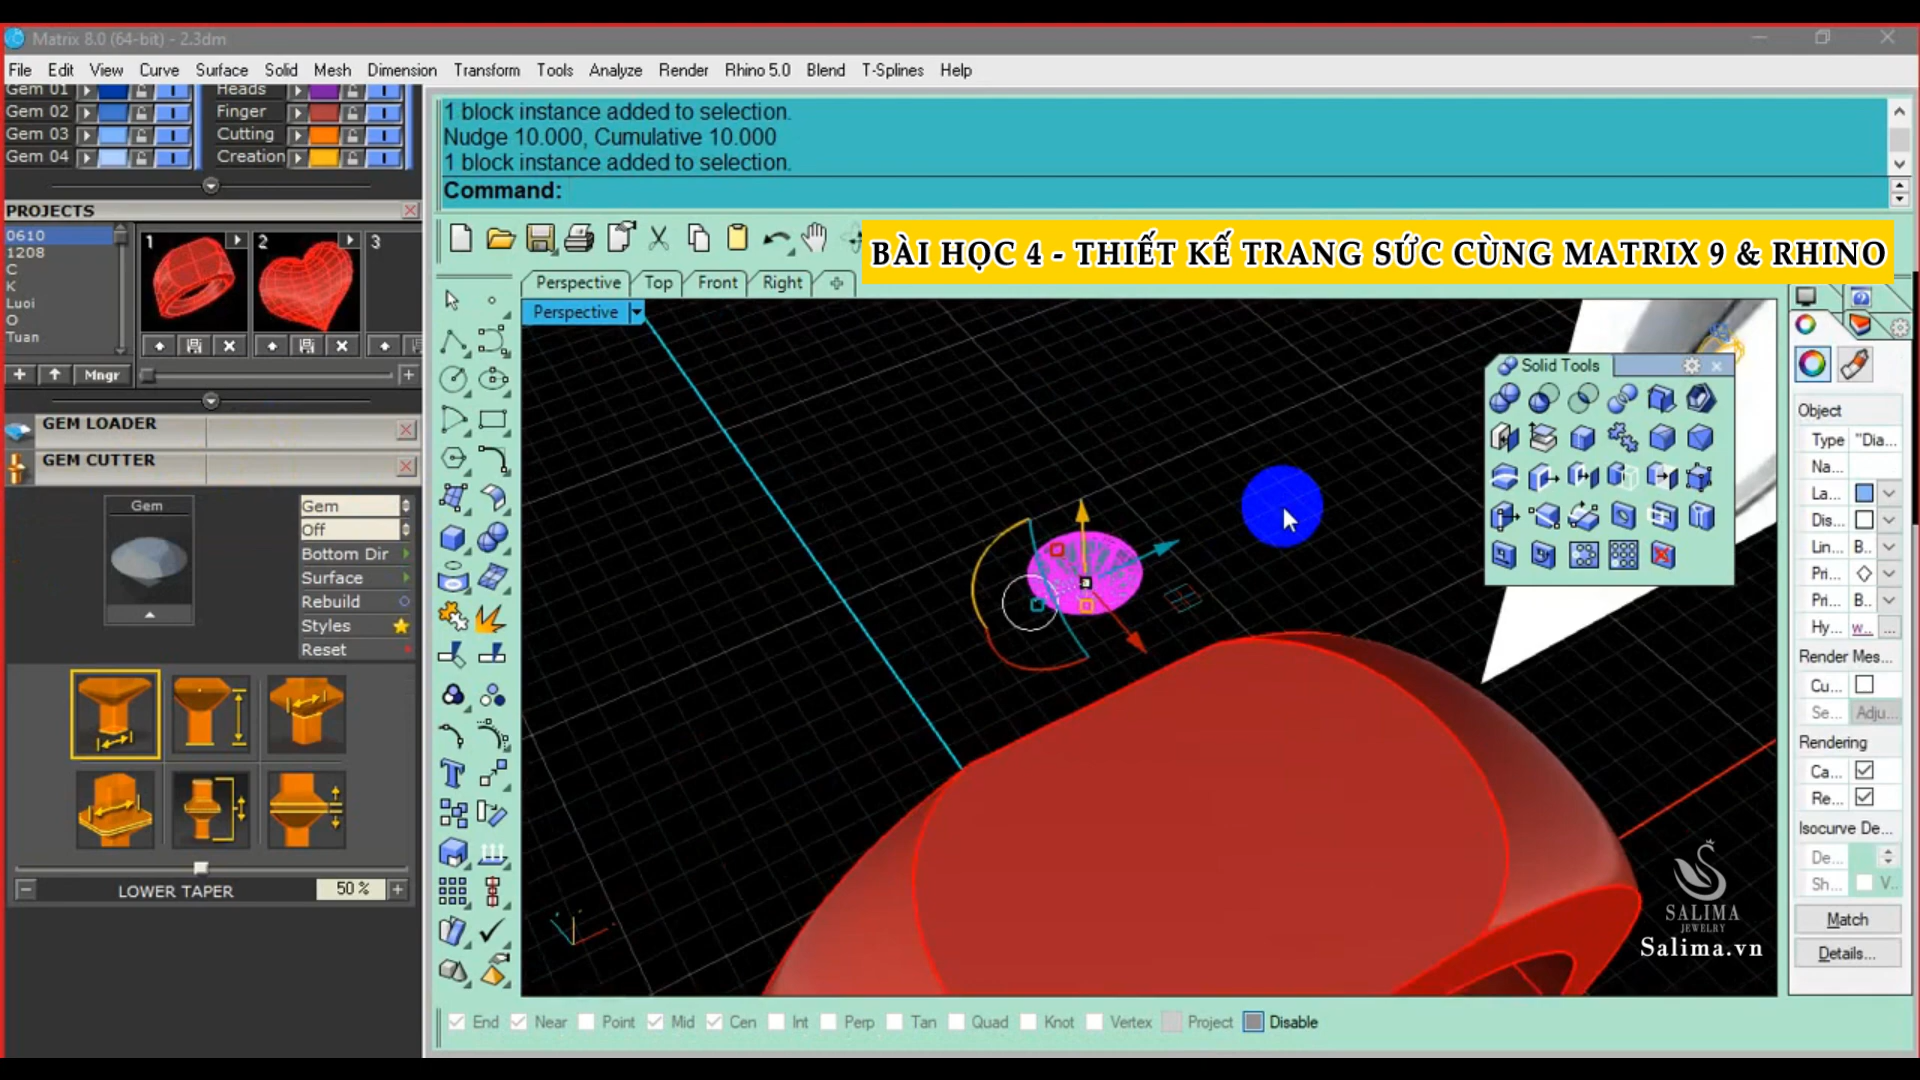 Matrix 8.0 (64-bit) - 2.3dm
File Edit View Curve Surface Solid Mesh Dimension Transform Tools Analyze Render Rhino 5.0 Blend T-Splines Help
Gem 01 Heads
Gem 02 Finger
Gem 03 Cutting
Gem 04 Creation
1 block instance added to selection.
Nudge 10.000, Cumulative 10.000
1 block instance added to selection.
Command:
PROJECTS
0610
1208
C
K
Luoi
O
Tuan
1 2 3
Mngr
BÀI HỌC 4 - THIẾT KẾ TRANG SỨC CÙNG MATRIX 9 & RHINO
Perspective Top Front Right
Perspective
GEM LOADER
GEM CUTTER
Gem
Gem
Off
Bottom Dir
Surface
Rebuild
Styles
Reset
LOWER TAPER 50 %
Solid Tools
Object
Type "Dia...
Na...
La...
Dis...
Lin... B..
Pri...
Pri... B..
Hy... w... ...
Render Mes...
Cu...
Se... Adju...
Rendering
Ca...
Re...
Isocurve De...
De...
Sh... V..
Match
Details...
SALIMA
JEWELRY
Salima.vn
End Near Point Mid Cen Int Perp Tan Quad Knot Vertex Project Disable